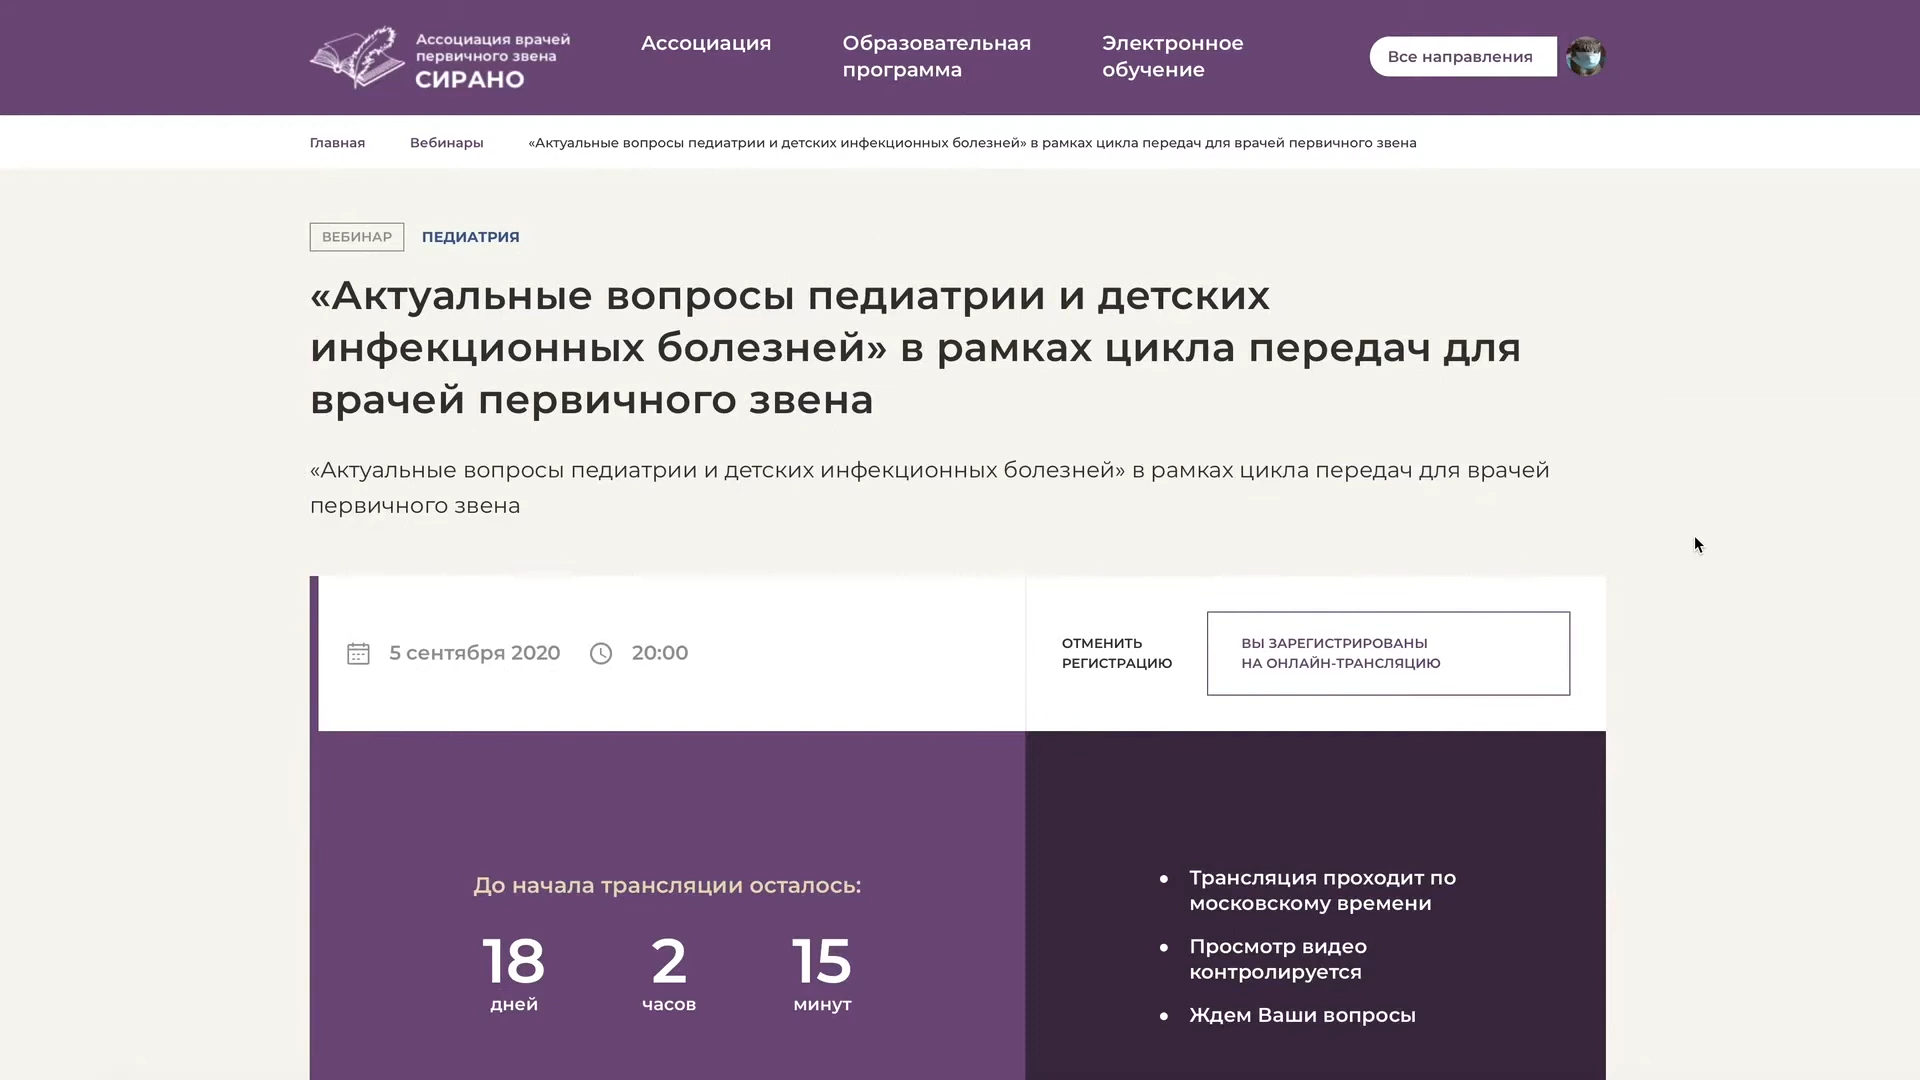 Ассоциация врачей
первичного звена
СИРАНО
Ассоциация
Образовательная
программа
Электронное
обучение
Все направления
Главная
Вебинары
«Актуальные вопросы педиатрии и детских инфекционных болезней» в рамках цикла передач для врачей первичного звена
ВЕБИНАР
ПЕДИАТРИЯ
«Актуальные вопросы педиатрии и детских
инфекционных болезней» в рамках цикла передач для
врачей первичного звена
«Актуальные вопросы педиатрии и детских инфекционных болезней» в рамках цикла передач для врачей
первичного звена
5 сентября 2020
20:00
ОТМЕНИТЬ
РЕГИСТРАЦИЮ
ВЫ ЗАРЕГИСТРИРОВАНЫ
НА ОНЛАЙН-ТРАНСЛЯЦИЮ
До начала трансляции осталось:
18
дней
2
часов
15
минут
• Трансляция проходит по
московскому времени
• Просмотр видео
контролируется
• Ждем Ваши вопросы